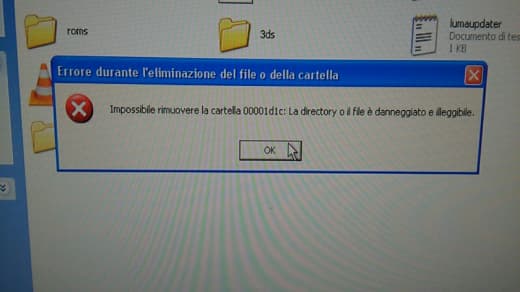 roms
3ds
lumaupdater
Documento di tes
1 KB
Errore durante l'eliminazione del file o della cartella
Impossibile rimuovere la cartella 00001d1c: La directory o il file è danneggiato e illeggibile.
OK